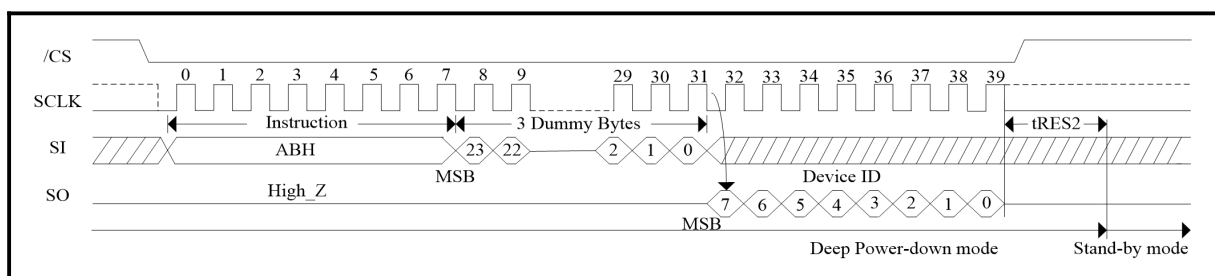 /CS
0 1 2 3 4 5 6 7 8 9 29 30 31 32 33 34 35 36 37 38 39
SCLK
Instruction 3 Dummy Bytes tRES2
SI ABH 23 22 2 1 0
MSB Device ID
SO High_Z 7 6 5 4 3 2 1 0
MSB
Deep Power-down mode Stand-by mode